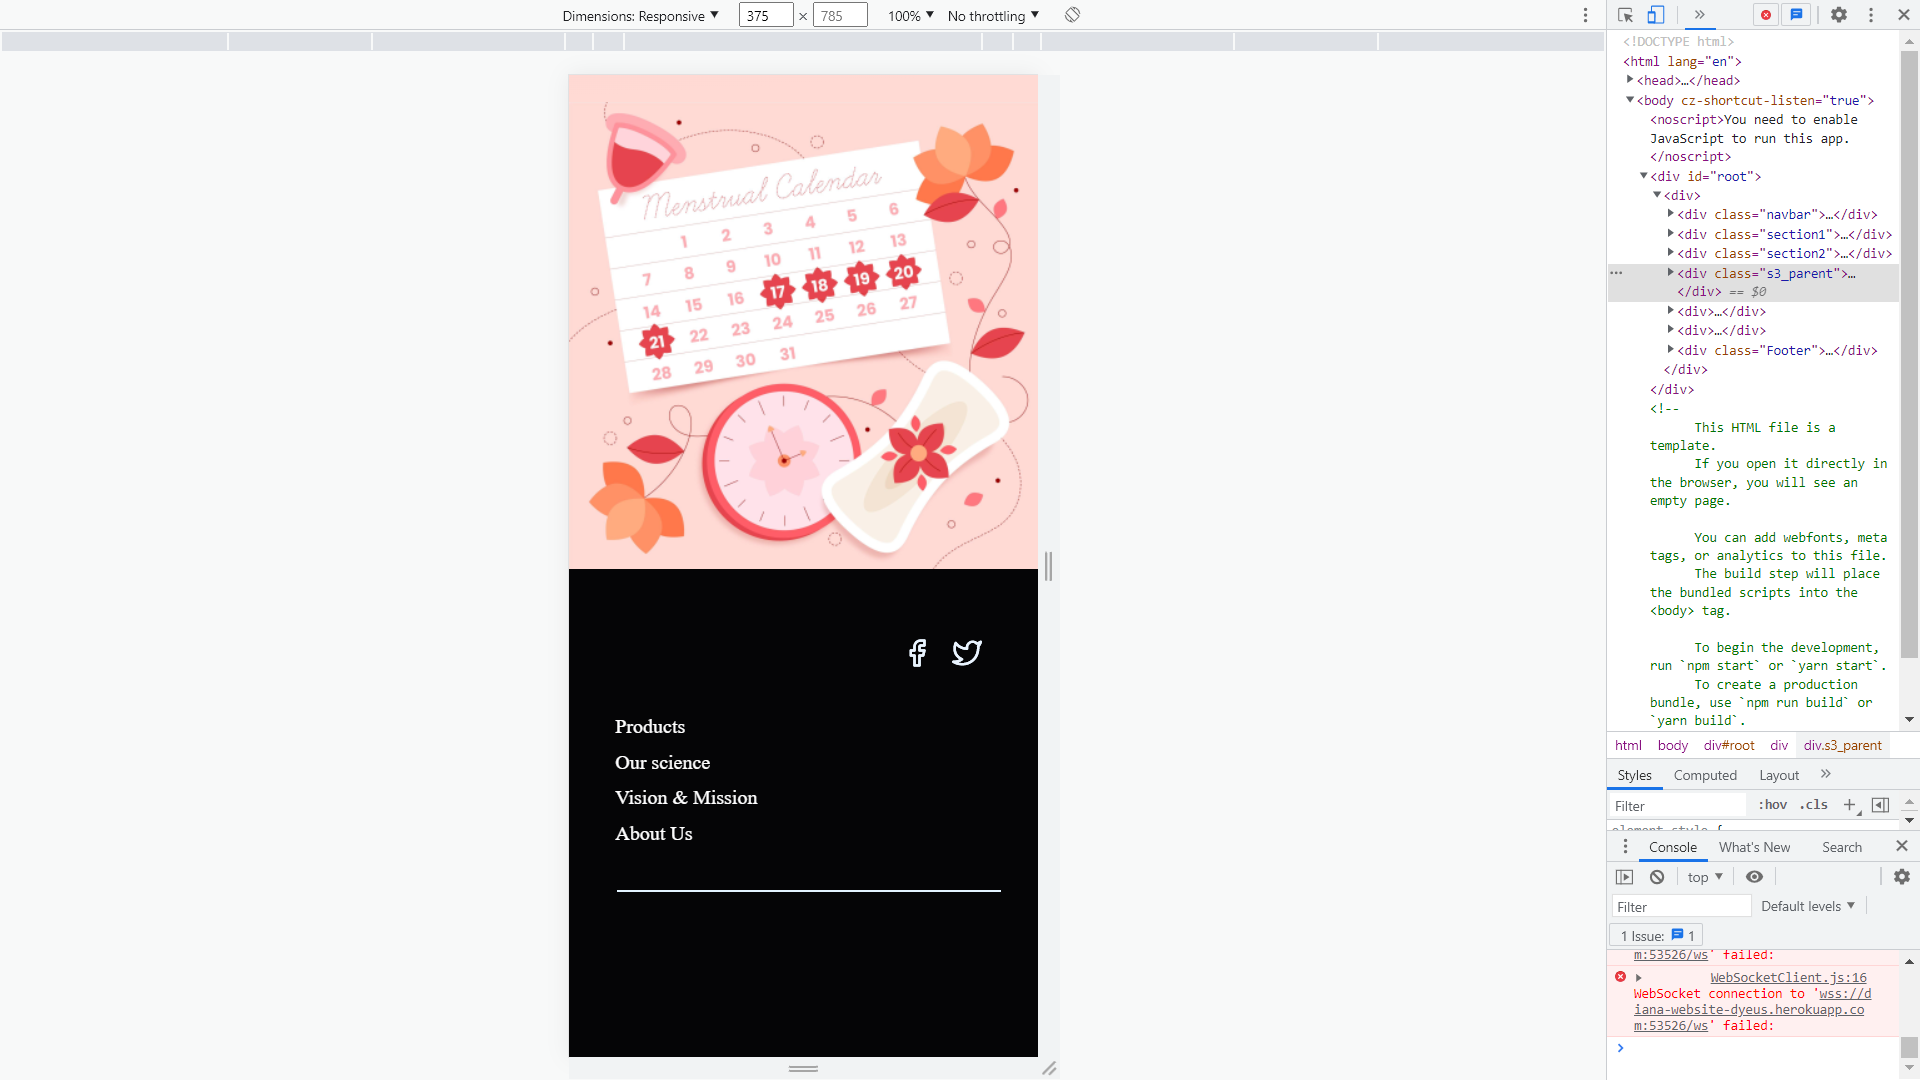 Dimensions: Responsive ▼ 375 × 785 100% ▼ No throttling ▼
Menstrual Calendar
1 2 3 4 5 6
7 8 9 10 11 12 13
14 15 16 17 18 19 20
21 22 23 24 25 26 27
28 29 30 31
Products
Our science
Vision & Mission
About Us
<!DOCTYPE html>
<html lang="en">
<head>…</head>
<body cz-shortcut-listen="true">
<noscript>You need to enable
JavaScript to run this app.
</noscript>
<div id="root">
<div>
<div class="navbar">…</div>
<div class="section1">…</div>
<div class="section2">…</div>
<div class="s3_parent">…
</div> == $0
<div>…</div>
<div>…</div>
<div class="Footer">…</div>
</div>
</div>
<!--
This HTML file is a
template.
If you open it directly in
the browser, you will see an
empty page.
You can add webfonts, meta
tags, or analytics to this file.
The build step will place
the bundled scripts into the
<body> tag.
To begin the development,
run `npm start` or `yarn start`.
To create a production
bundle, use `npm run build` or
`yarn build`.
html body div#root div div.s3_parent
Styles Computed Layout »
Filter :hov .cls +
element.style {
Console What's New Search
top ▼
Filter Default levels ▼
1 Issue: 1
m:53526/ws' failed:
WebSocketClient.js:16
WebSocket connection to 'wss://d
iana-website-dyeus.herokuapp.co
m:53526/ws' failed: